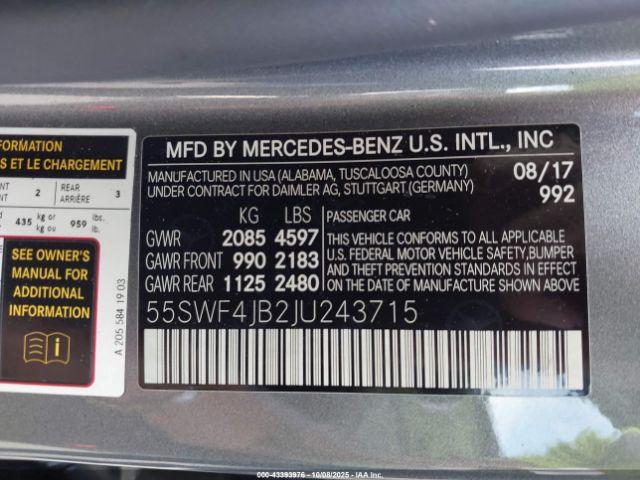 FORMATION
S ET LE CHARGEMENT
NT 2 REAR 3
NT ARRIÈRE
435 kg or 959 lbs.
kg ou lb.
SEE OWNER'S
MANUAL FOR
ADDITIONAL
INFORMATION
A 205 584 19 03
MFD BY MERCEDES-BENZ U.S. INTL., INC
MANUFACTURED IN USA (ALABAMA, TUSCALOOSA COUNTY) 08/17
UNDER CONTRACT FOR DAIMLER AG, STUTTGART (GERMANY) 992
KG LBS PASSENGER CAR
GVWR 2085 4597
GAWR FRONT 990 2183
GAWR REAR 1125 2480
THIS VEHICLE CONFORMS TO ALL APPLICABLE
U.S. FEDERAL MOTOR VEHICLE SAFETY, BUMPER
AND THEFT PREVENTION STANDARDS IN EFFECT
ON THE DATE OF MANUFACTURE SHOWN ABOVE
55SWF4JB2JU243715
000-43393976 - 10/08/2025 - IAA Inc.